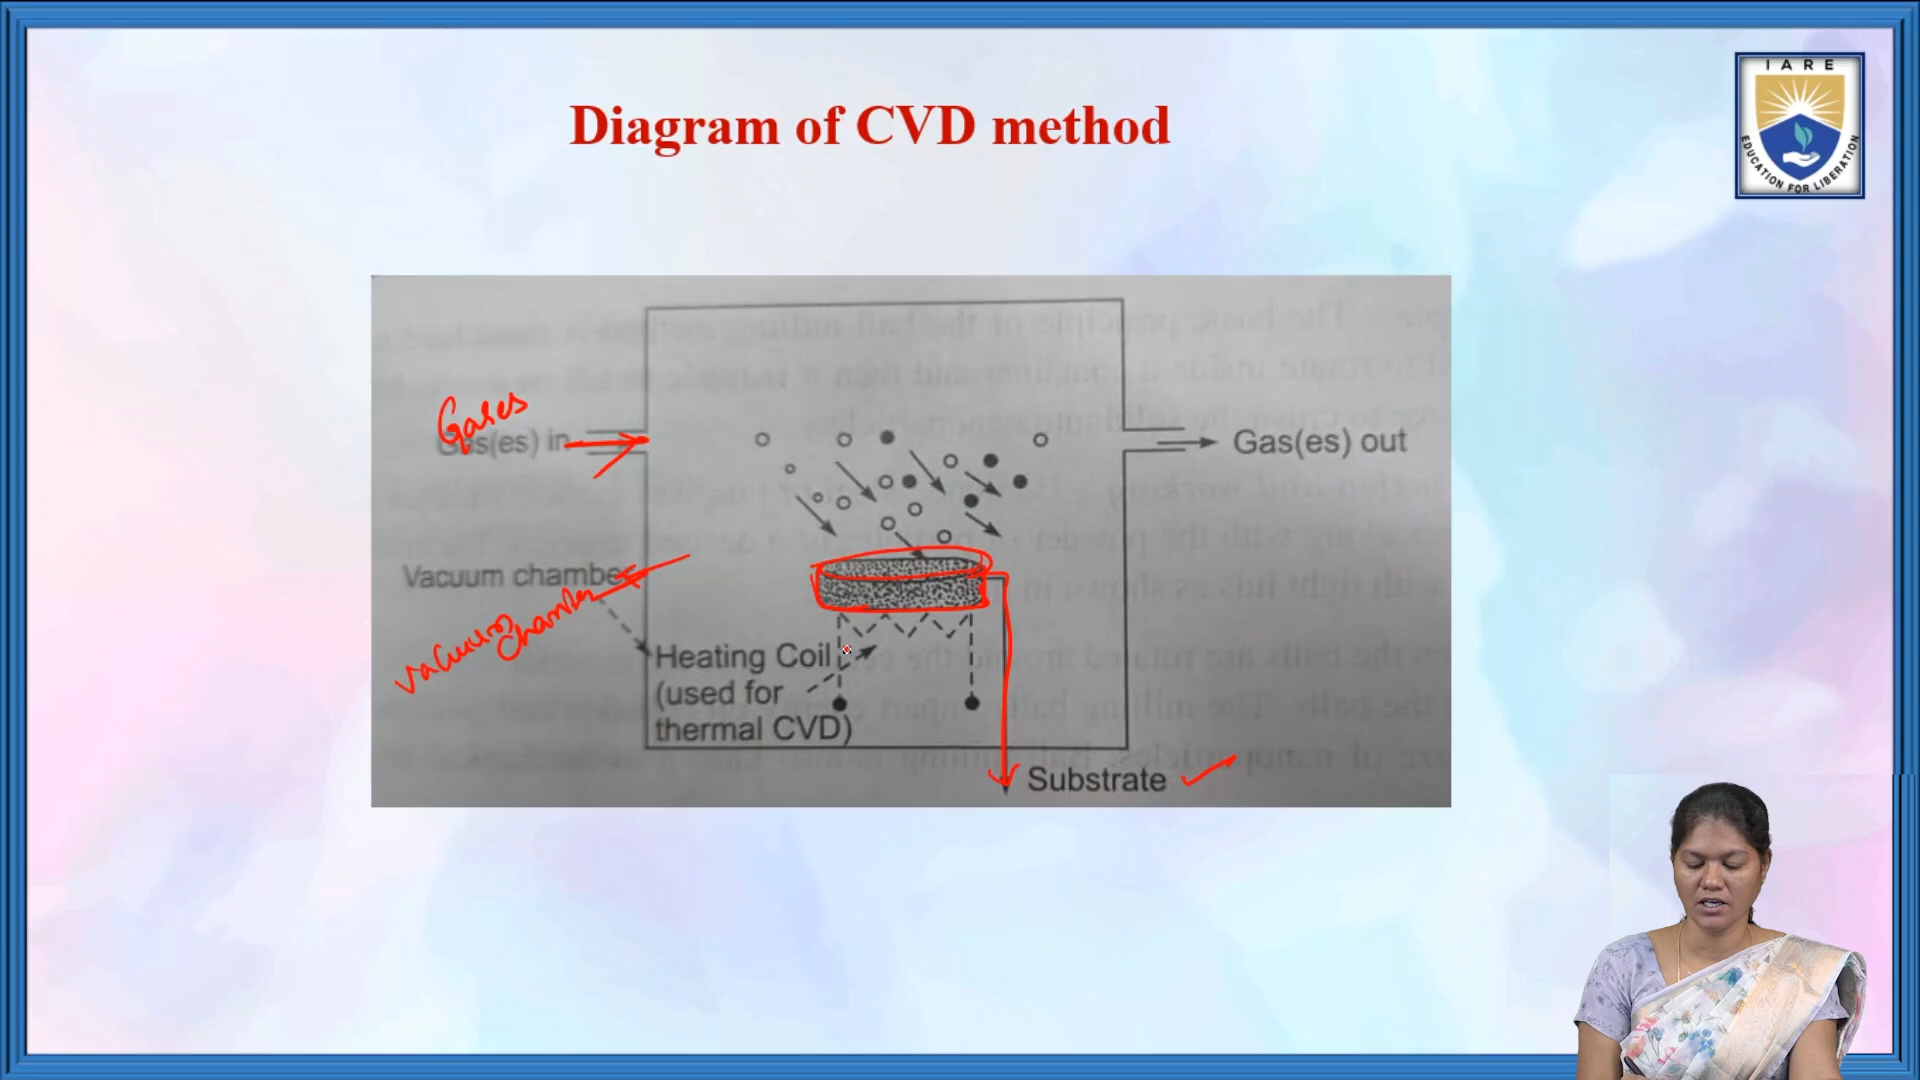 Diagram of CVD method
IARE
EDUCATION FOR LIBERATION
Gases
Gas(es) in
Gas(es) out
Vacuum chamber
vacuum
chamber
Heating Coil
(used for
thermal CVD)
Substrate